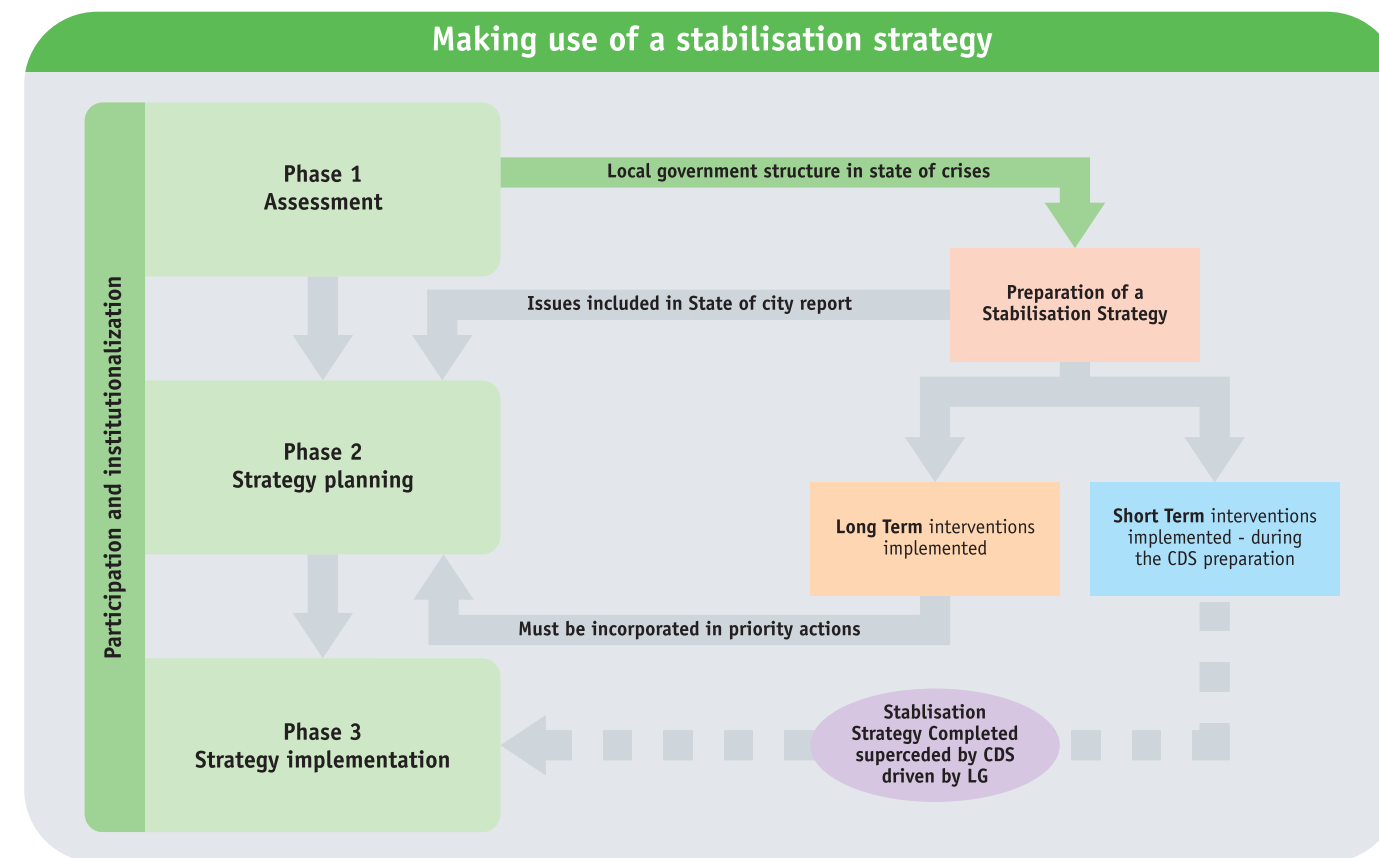 Making use of a stabilisation strategy
Participation and institutionalization
Phase 1
Assessment
Local government structure in state of crises
Preparation of a
Stabilisation Strategy
Issues included in State of city report
Phase 2
Strategy planning
Long Term interventions
implemented
Short Term interventions
implemented - during
the CDS preparation
Must be incorporated in priority actions
Phase 3
Strategy implementation
Stablisation
Strategy Completed
superceded by CDS
driven by LG